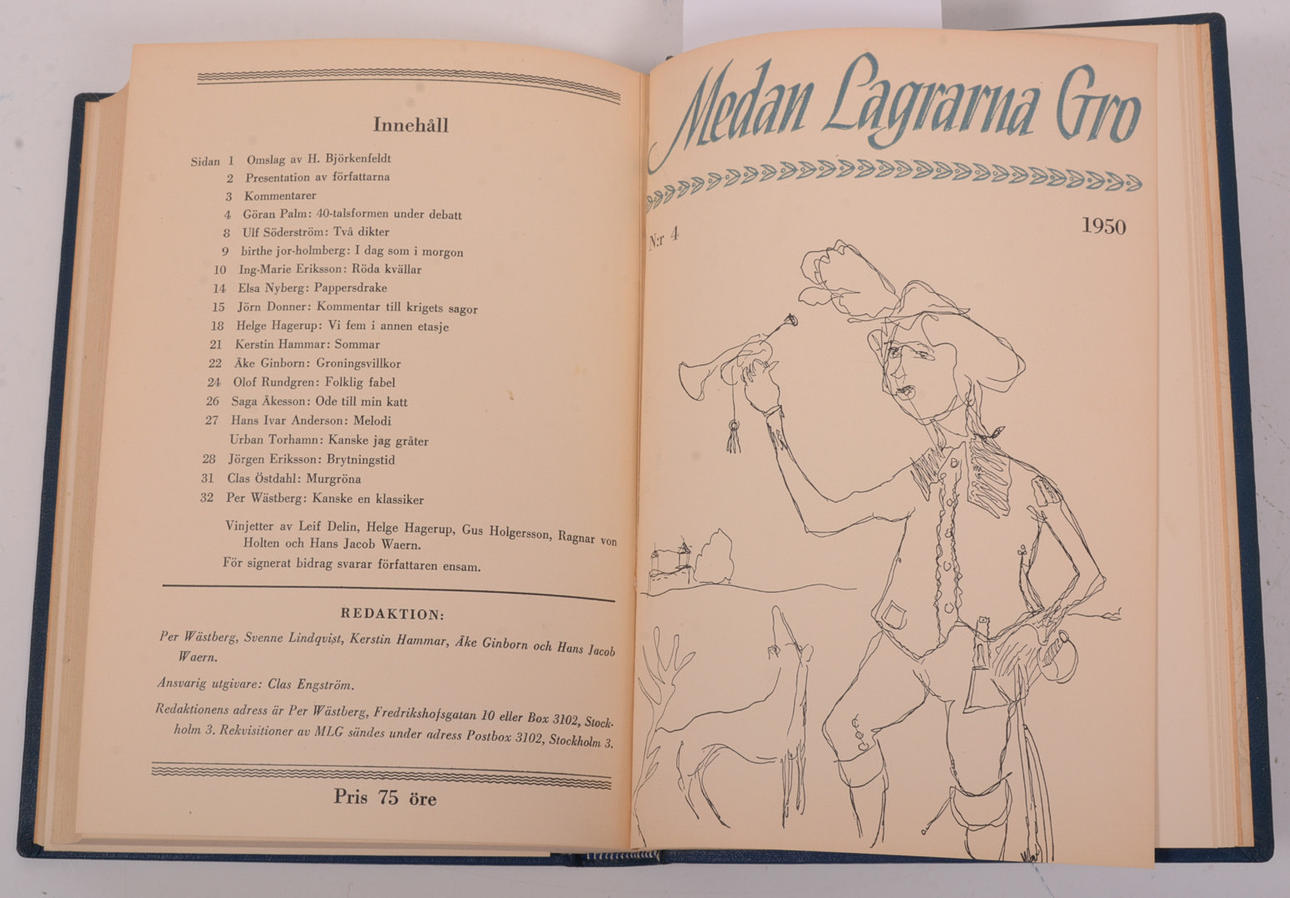 Innehåll
Sidan 1 Omslag av H. Björkenfeldt
2 Presentation av författarna
3 Kommentarer
4 Göran Palm: 40-talsformen under debatt
8 Ulf Söderström: Två dikter
9 birthe jor-holmberg: I dag som i morgon
10 Ing-Marie Eriksson: Röda kvällar
14 Elsa Nyberg: Pappersdrake
15 Jörn Donner: Kommentar till krigets sagor
18 Helge Hagerup: Vi fem i annen etasje
21 Kerstin Hammar: Sommar
22 Åke Ginborn: Groningsvillkor
24 Olof Rundgren: Folklig fabel
26 Saga Åkesson: Ode till min katt
27 Hans Ivar Anderson: Melodi
Urban Torhamn: Kanske jag gråter
28 Jörgen Eriksson: Brytningstid
31 Clas Östdahl: Murgröna
32 Per Wästberg: Kanske en klassiker
Vinjetter av Leif Delin, Helge Hagerup, Gus Holgersson, Ragnar von
Holten och Hans Jacob Waern.
För signerat bidrag svarar författaren ensam.
REDAKTION:
Per Wästberg, Svenne Lindqvist, Kerstin Hammar, Åke Ginborn och Hans Jacob
Waern.
Ansvarig utgivare: Clas Engström.
Redaktionens adress är Per Wästberg, Fredrikshofsgatan 10 eller Box 3102, Stock-
holm 3. Rekvisitioner av MLG sändes under adress Postbox 3102, Stockholm 3.
Pris 75 öre
Medan Lagrarna Gro
N:r 4 1950